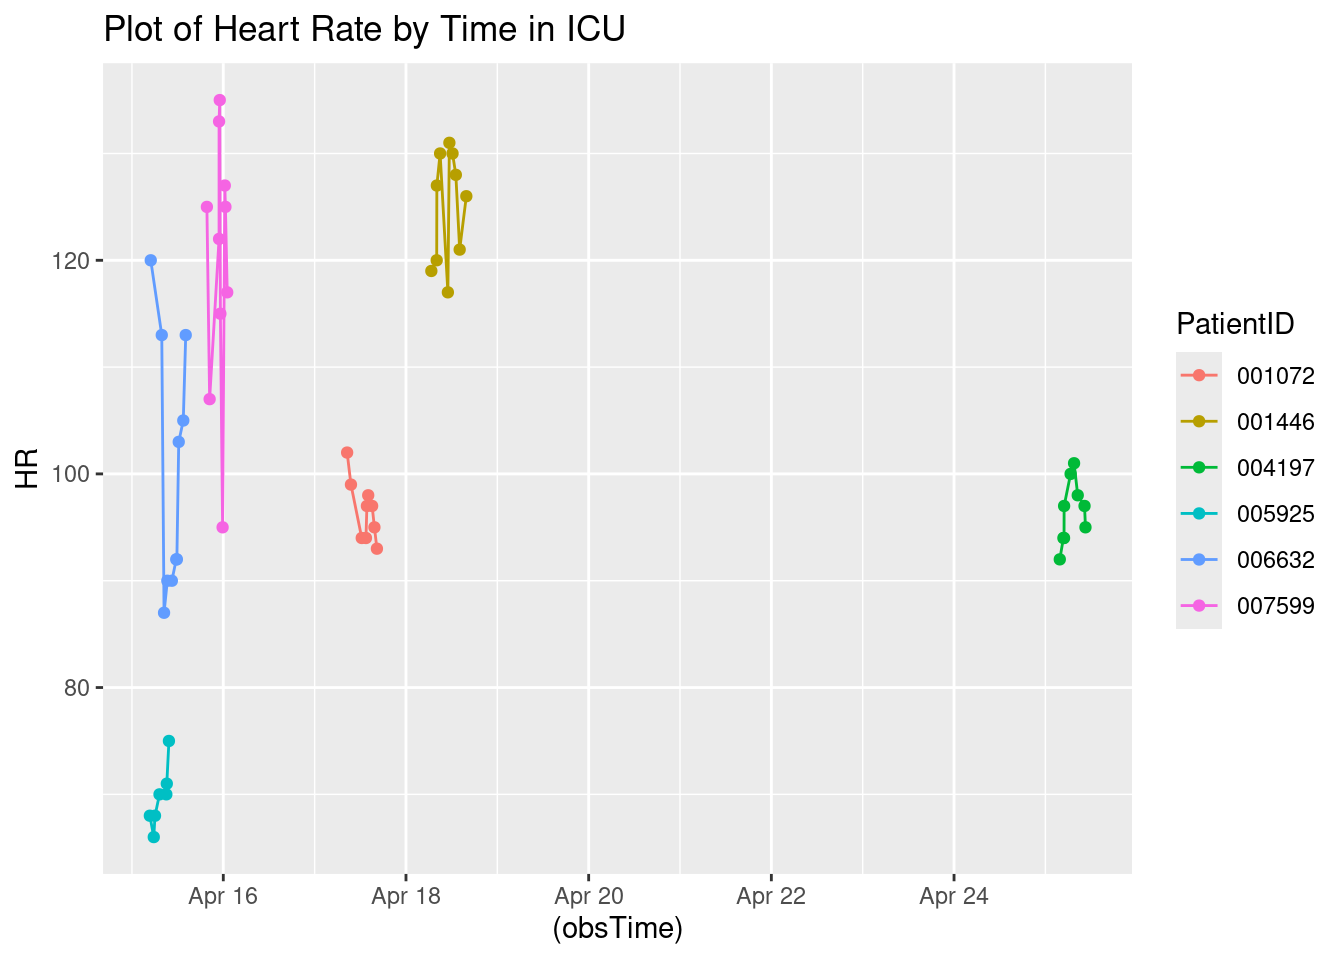 Plot of Heart Rate by Time in ICU
HR
120
100
80
Apr 16 Apr 18 Apr 20 Apr 22 Apr 24
(obsTime)
PatientID
001072
001446
004197
005925
006632
007599